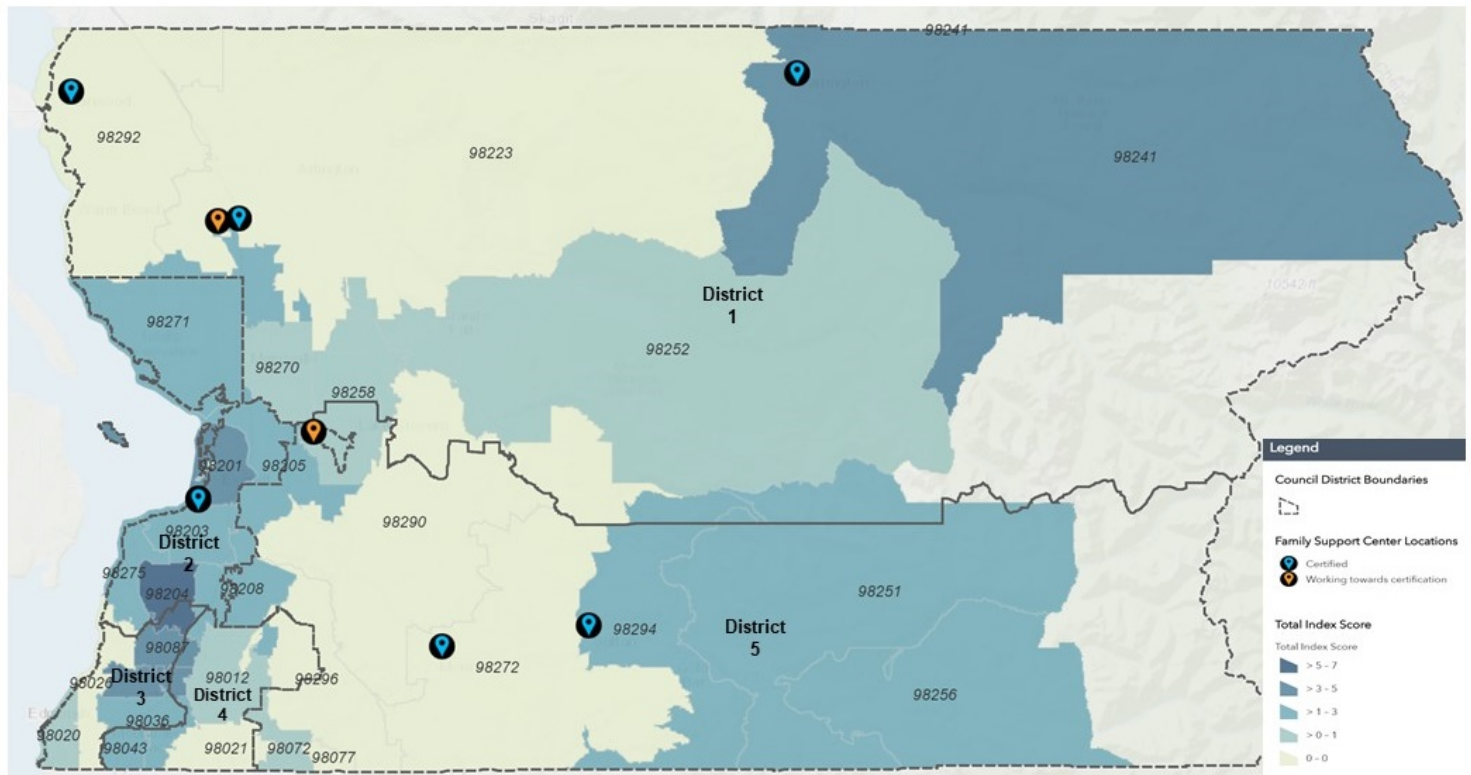 Skagit
98241
98292
98223
98241
District
1
98271
98252
98270
98258
98201
98205
98290
98203
District
2
98275
98208
98204
98251
98294
District
5
98087
98272
98012
98296
98026
District
3
District
4
98256
98036
98020
98043
98021
98072
98077
Legend
Council District Boundaries
Family Support Center Locations
Certified
Working towards certification
Total Index Score
Total Index Score
> 5 - 7
> 3 - 5
> 1 - 3
> 0 - 1
0 - 0